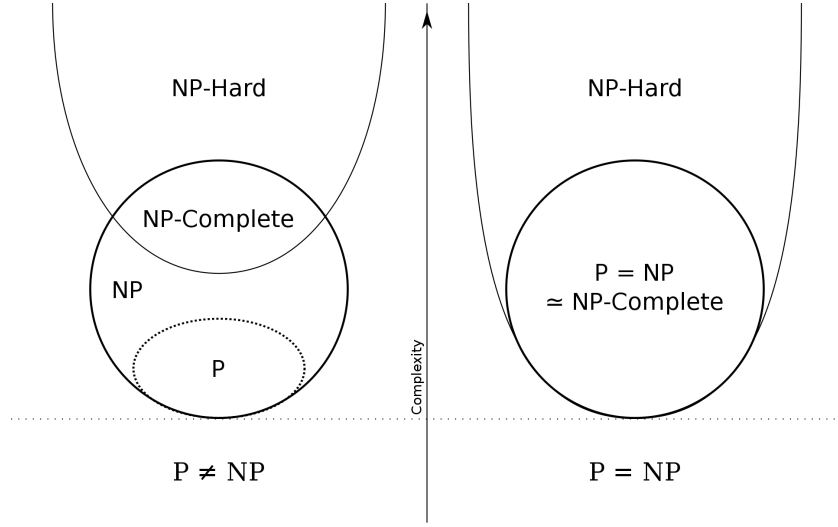 NP-Hard
NP-Complete
NP
P
P ≠ NP
Complexity
NP-Hard
P = NP
≃ NP-Complete
P = NP